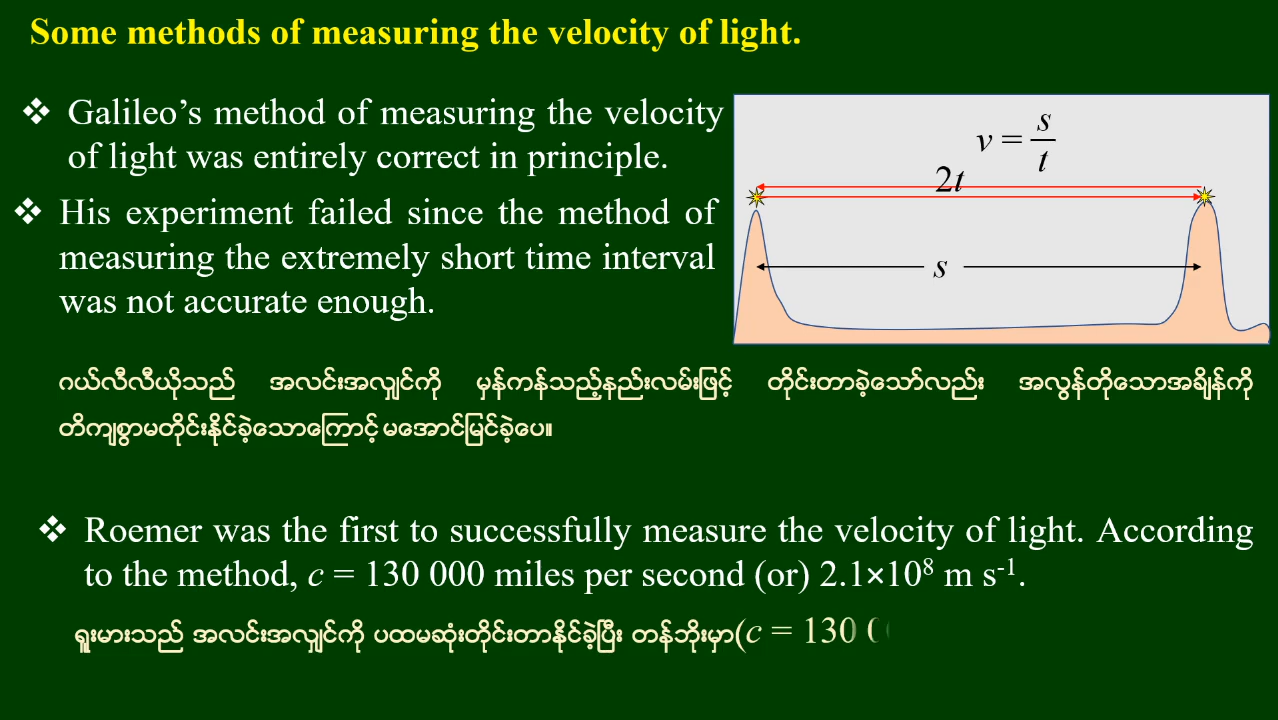 Some methods of measuring the velocity of light.
❖ Galileo’s method of measuring the velocity
of light was entirely correct in principle.
❖ His experiment failed since the method of
measuring the extremely short time interval
was not accurate enough.
v = s/t
2t
s
ဂယ်လီလီယိုသည် အလင်းအလျှင်ကို မှန်ကန်သည့်နည်းလမ်းဖြင့် တိုင်းတာခဲ့သော်လည်း အလွန်တိုသောအချိန်ကို
တိကျစွာမတိုင်းနိုင်ခဲ့သောကြောင့် မအောင်မြင်ခဲ့ပေ။
❖ Roemer was the first to successfully measure the velocity of light. According
to the method, c = 130 000 miles per second (or) 2.1×10⁸ m s⁻¹.
ရူးမားသည် အလင်းအလျှင်ကို ပထမဆုံးတိုင်းတာနိုင်ခဲ့ပြီး တန်ဘိုးမှာ(c = 130 0